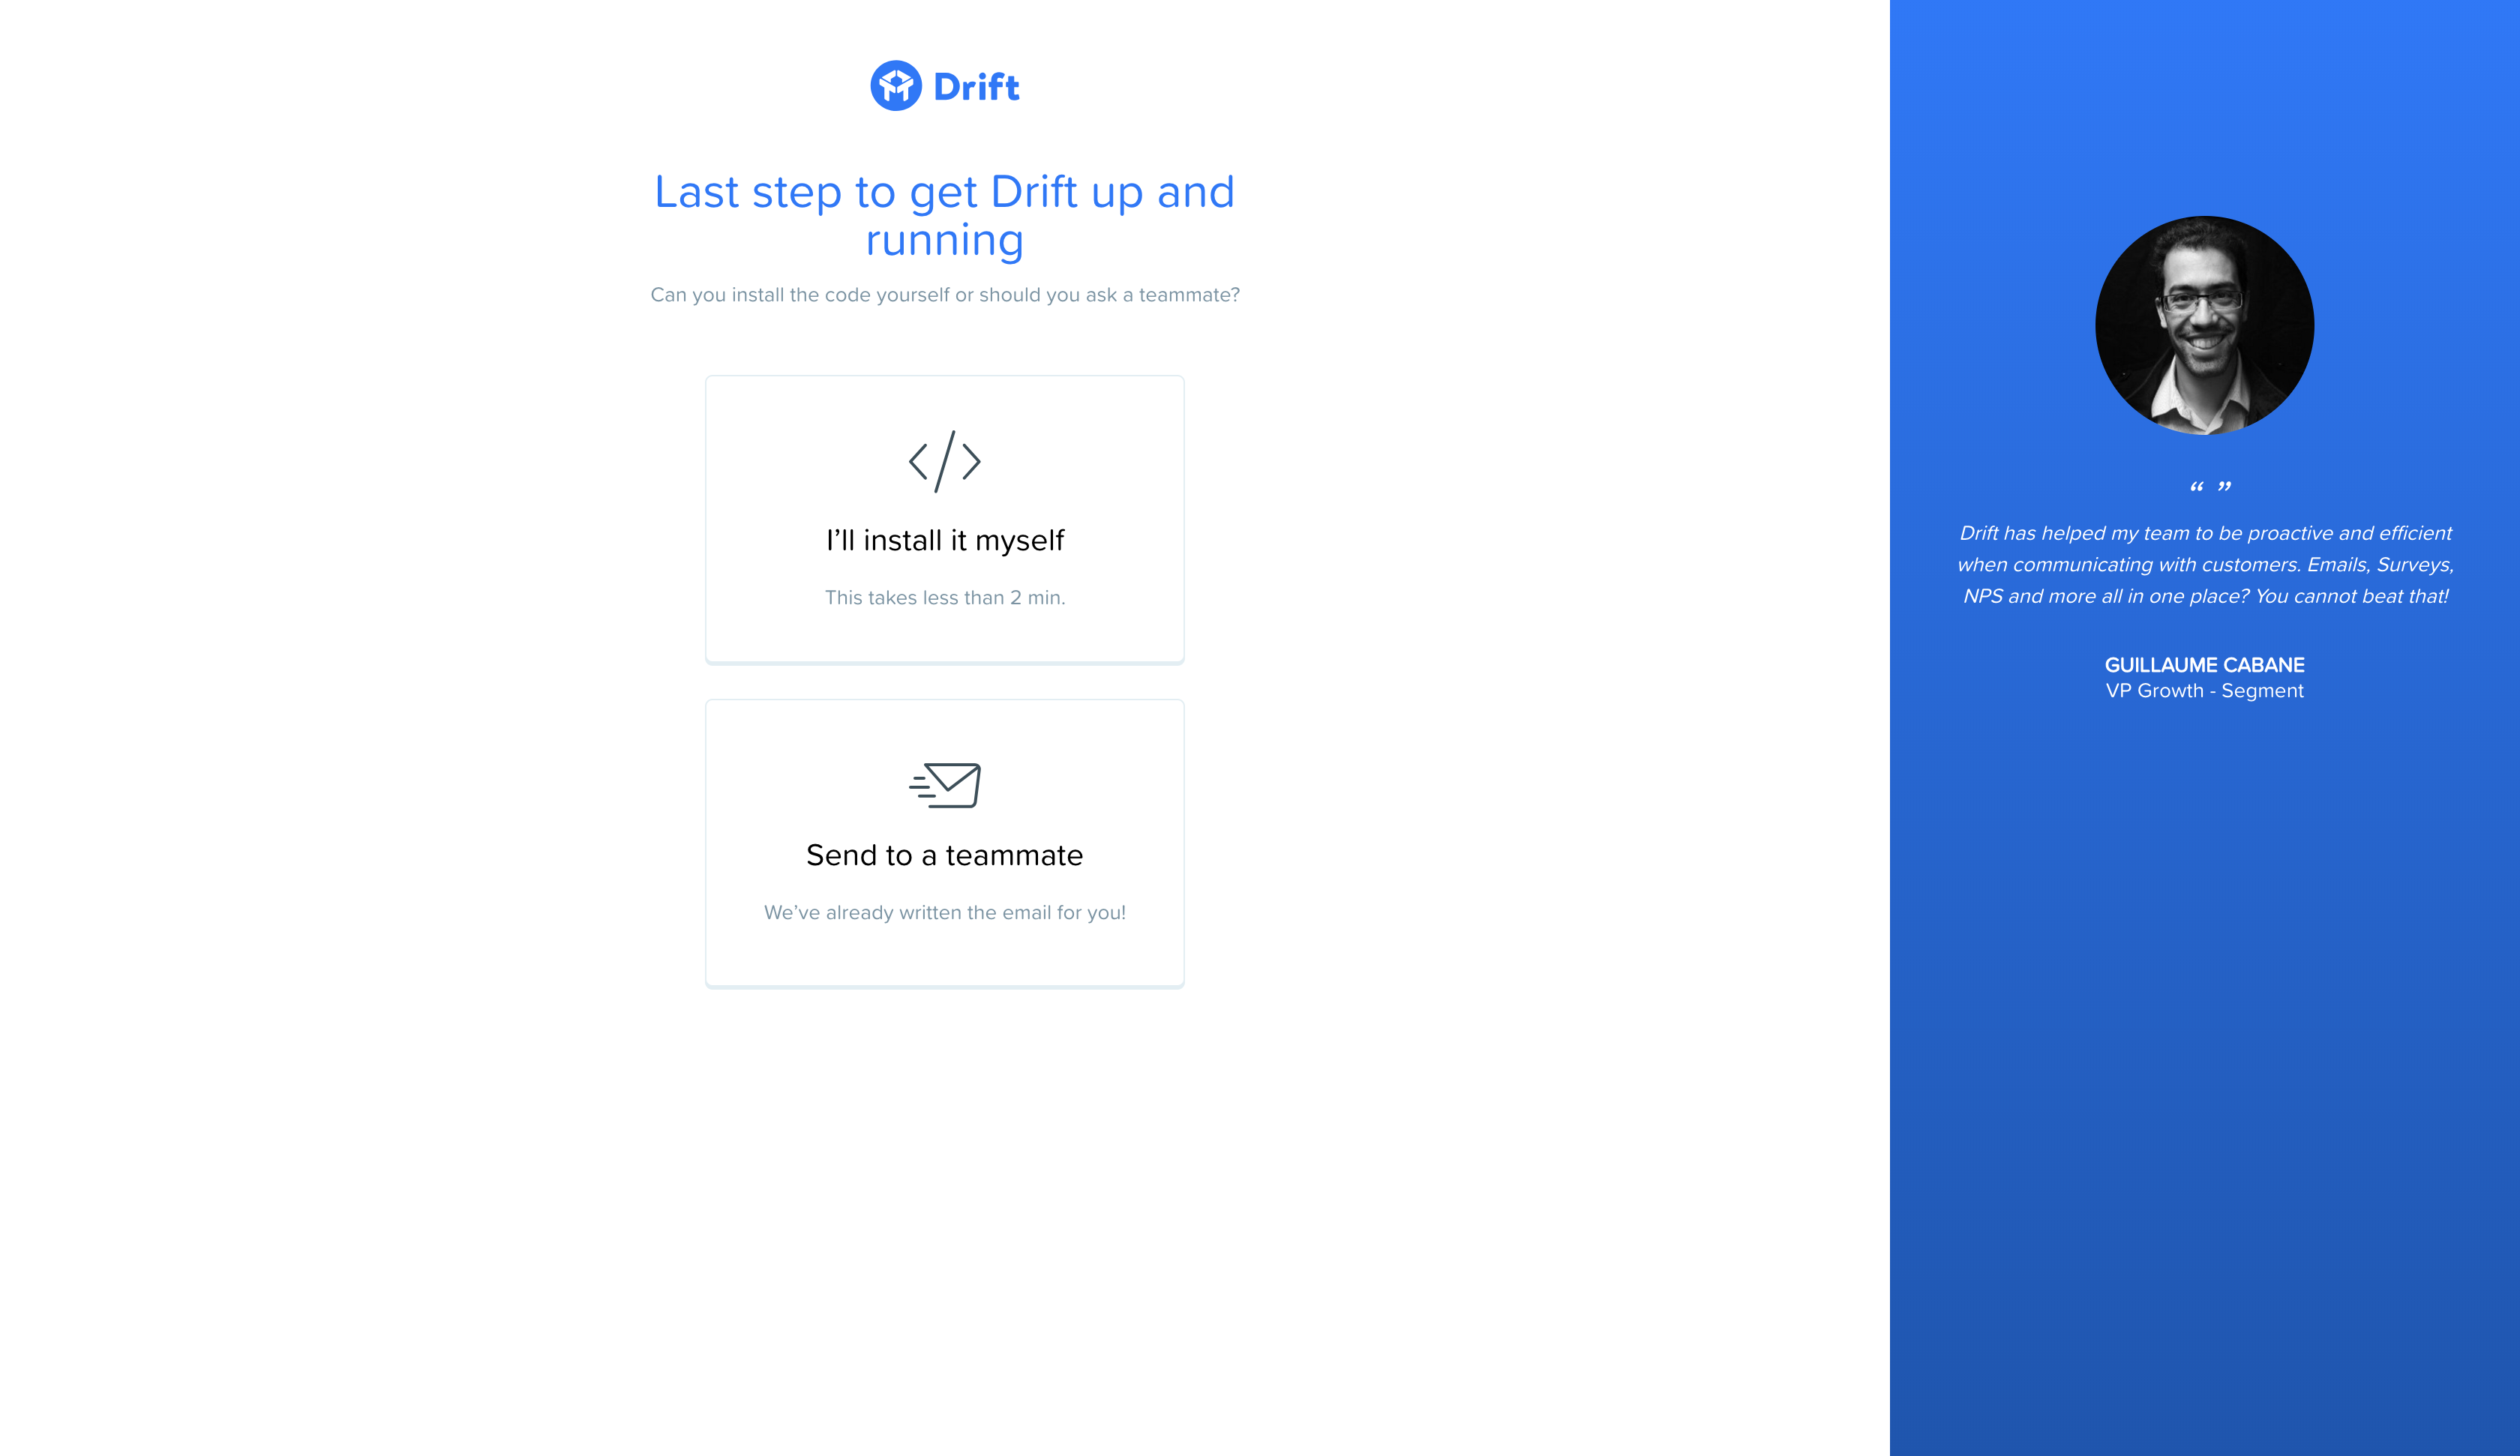 Drift
Last step to get Drift up and
running
Can you install the code yourself or should you ask a teammate?
I’ll install it myself
This takes less than 2 min.
Send to a teammate
We’ve already written the email for you!
“ ”
Drift has helped my team to be proactive and efficient
when communicating with customers. Emails, Surveys,
NPS and more all in one place? You cannot beat that!
GUILLAUME CABANE
VP Growth - Segment